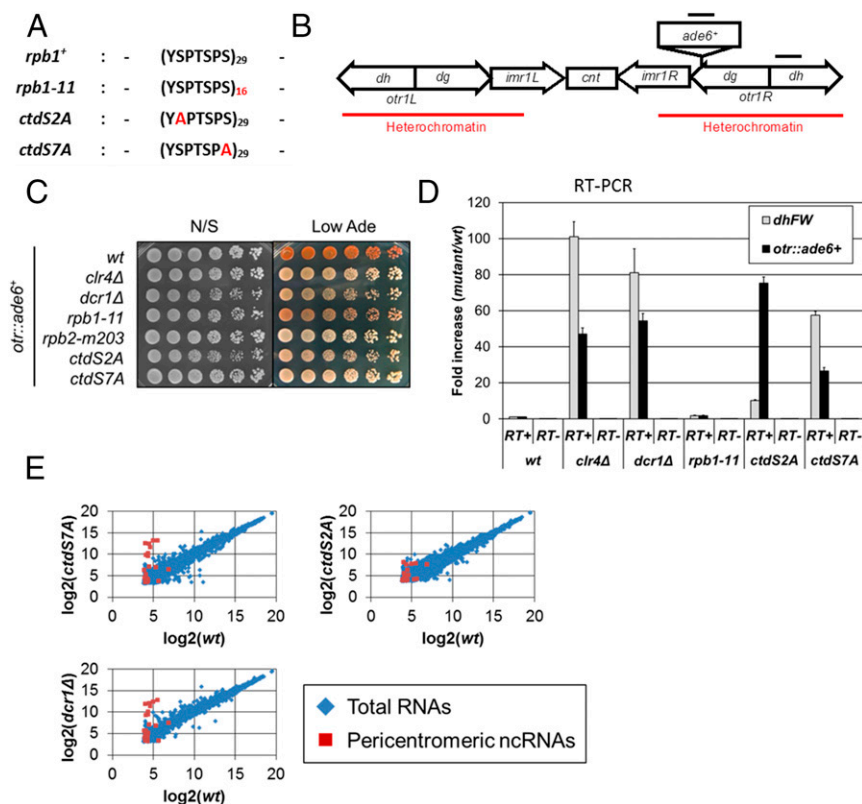 A
rpb1+ : - (YSPTSPS)29 -
rpb1-11 : - (YSPTSPS)16 -
ctdS2A : - (YAPTSPS)29 -
ctdS7A : - (YSPTSPA)29 -
B
ade6+
dh dg imr1L cnt imr1R dg dh
otr1L otr1R
Heterochromatin Heterochromatin
C
N/S Low Ade
otr::ade6+
wt
clr4Δ
dcr1Δ
rpb1-11
rpb2-m203
ctdS2A
ctdS7A
D
RT-PCR
Fold increase (mutant/wt)
120
100
80
60
40
20
0
dhFW
otr::ade6+
RT+ RT- RT+ RT- RT+ RT- RT+ RT- RT+ RT- RT+ RT-
wt clr4Δ dcr1Δ rpb1-11 ctdS2A ctdS7A
E
log2(ctdS7A)
20
15
10
5
0
0 5 10 15 20
log2(wt)
log2(ctdS2A)
20
15
10
5
0
0 5 10 15 20
log2(wt)
log2(dcr1Δ)
20
15
10
5
0
0 5 10 15 20
log2(wt)
Total RNAs
Pericentromeric ncRNAs